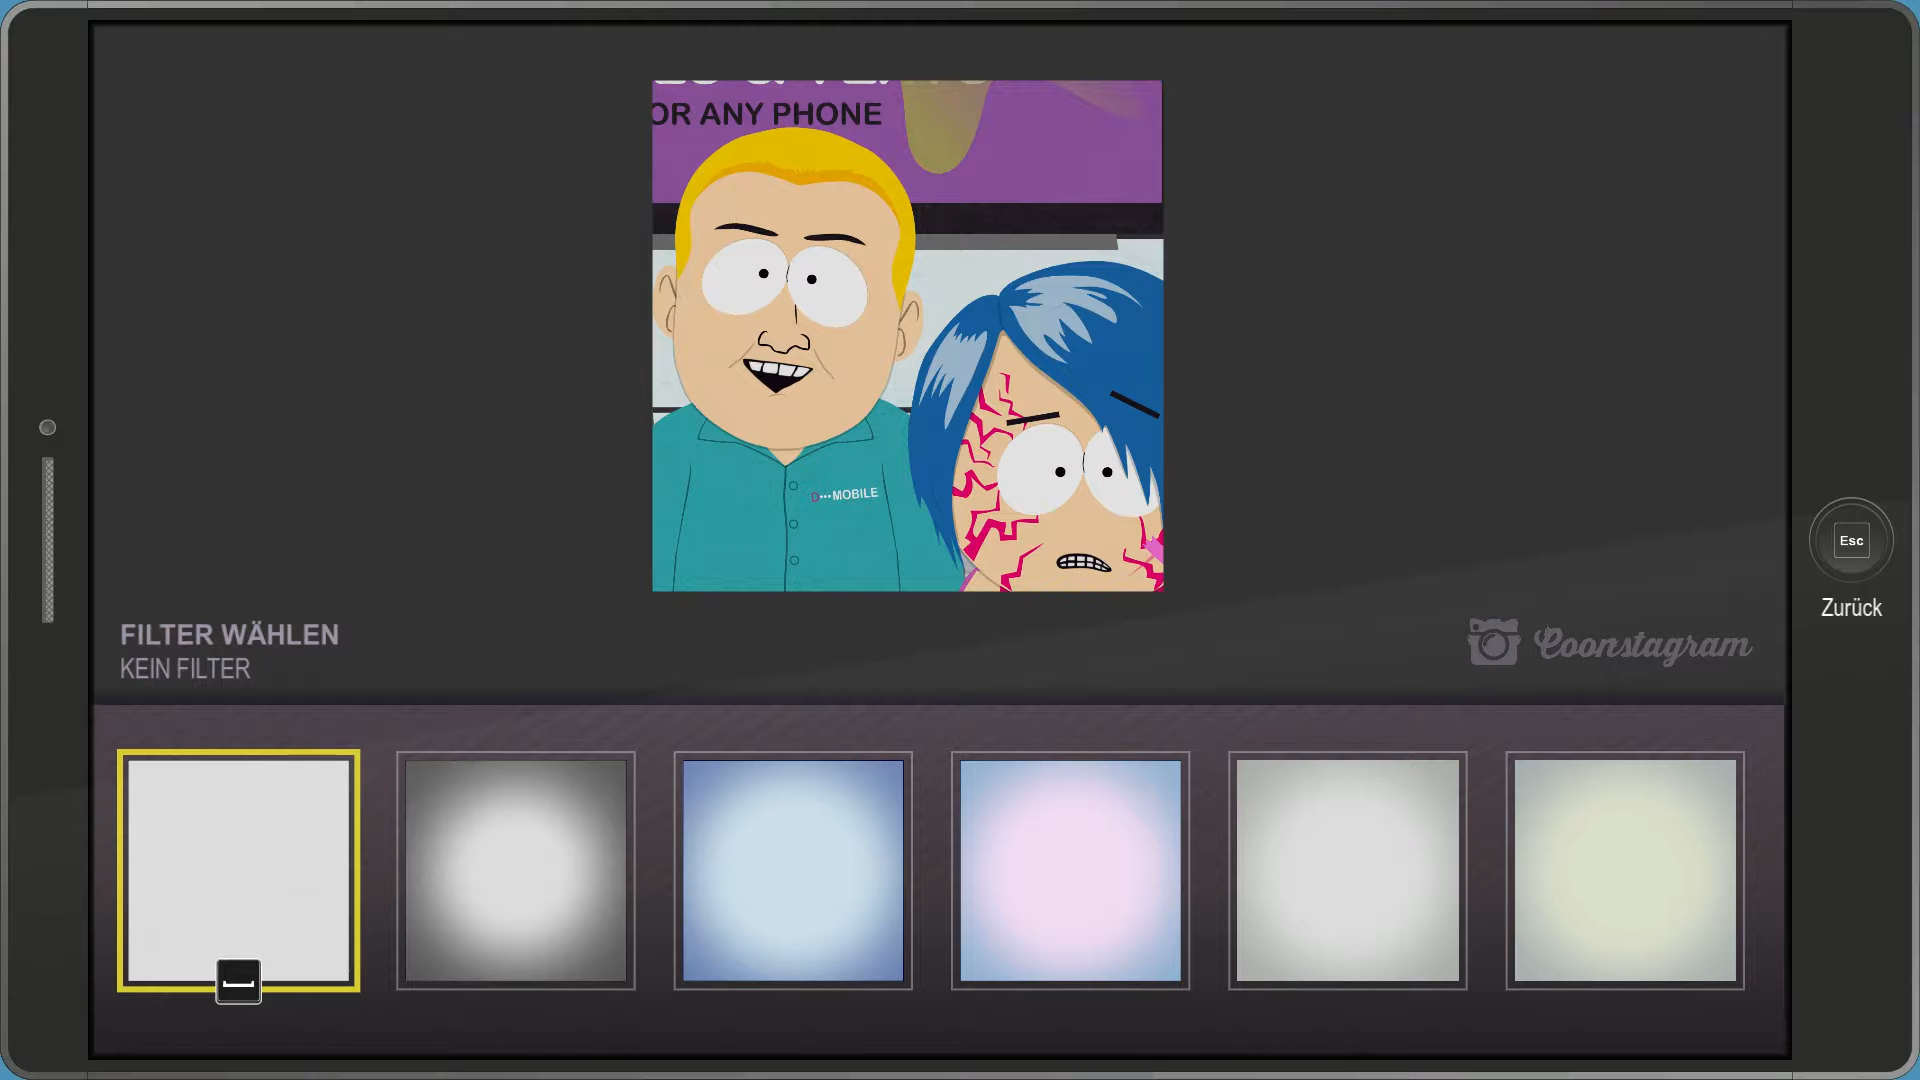 OR ANY PHONE
D•••MOBILE
Esc
Zurück
FILTER WÄHLEN
KEIN FILTER
Coonstagram